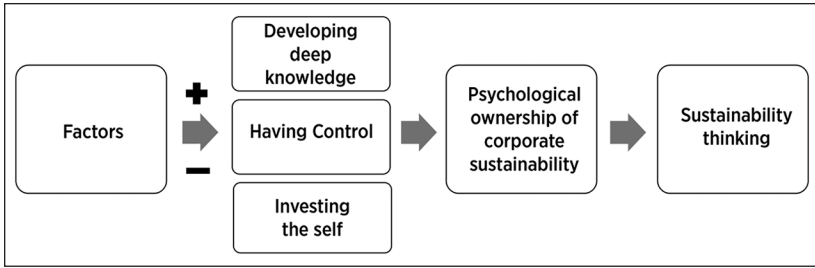 Factors
+
−
Developing
deep
knowledge
Having Control
Investing
the self
Psychological
ownership of
corporate
sustainability
Sustainability
thinking